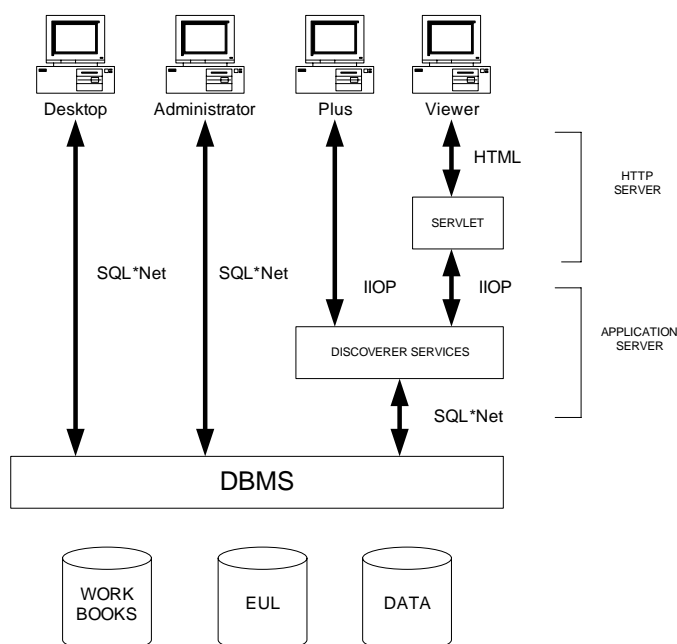 Desktop
Administrator
Plus
Viewer
HTML
HTTP
SERVER
SERVLET
SQL*Net
SQL*Net
IIOP
IIOP
APPLICATION
SERVER
DISCOVERER SERVICES
SQL*Net
DBMS
WORK
BOOKS
EUL
DATA